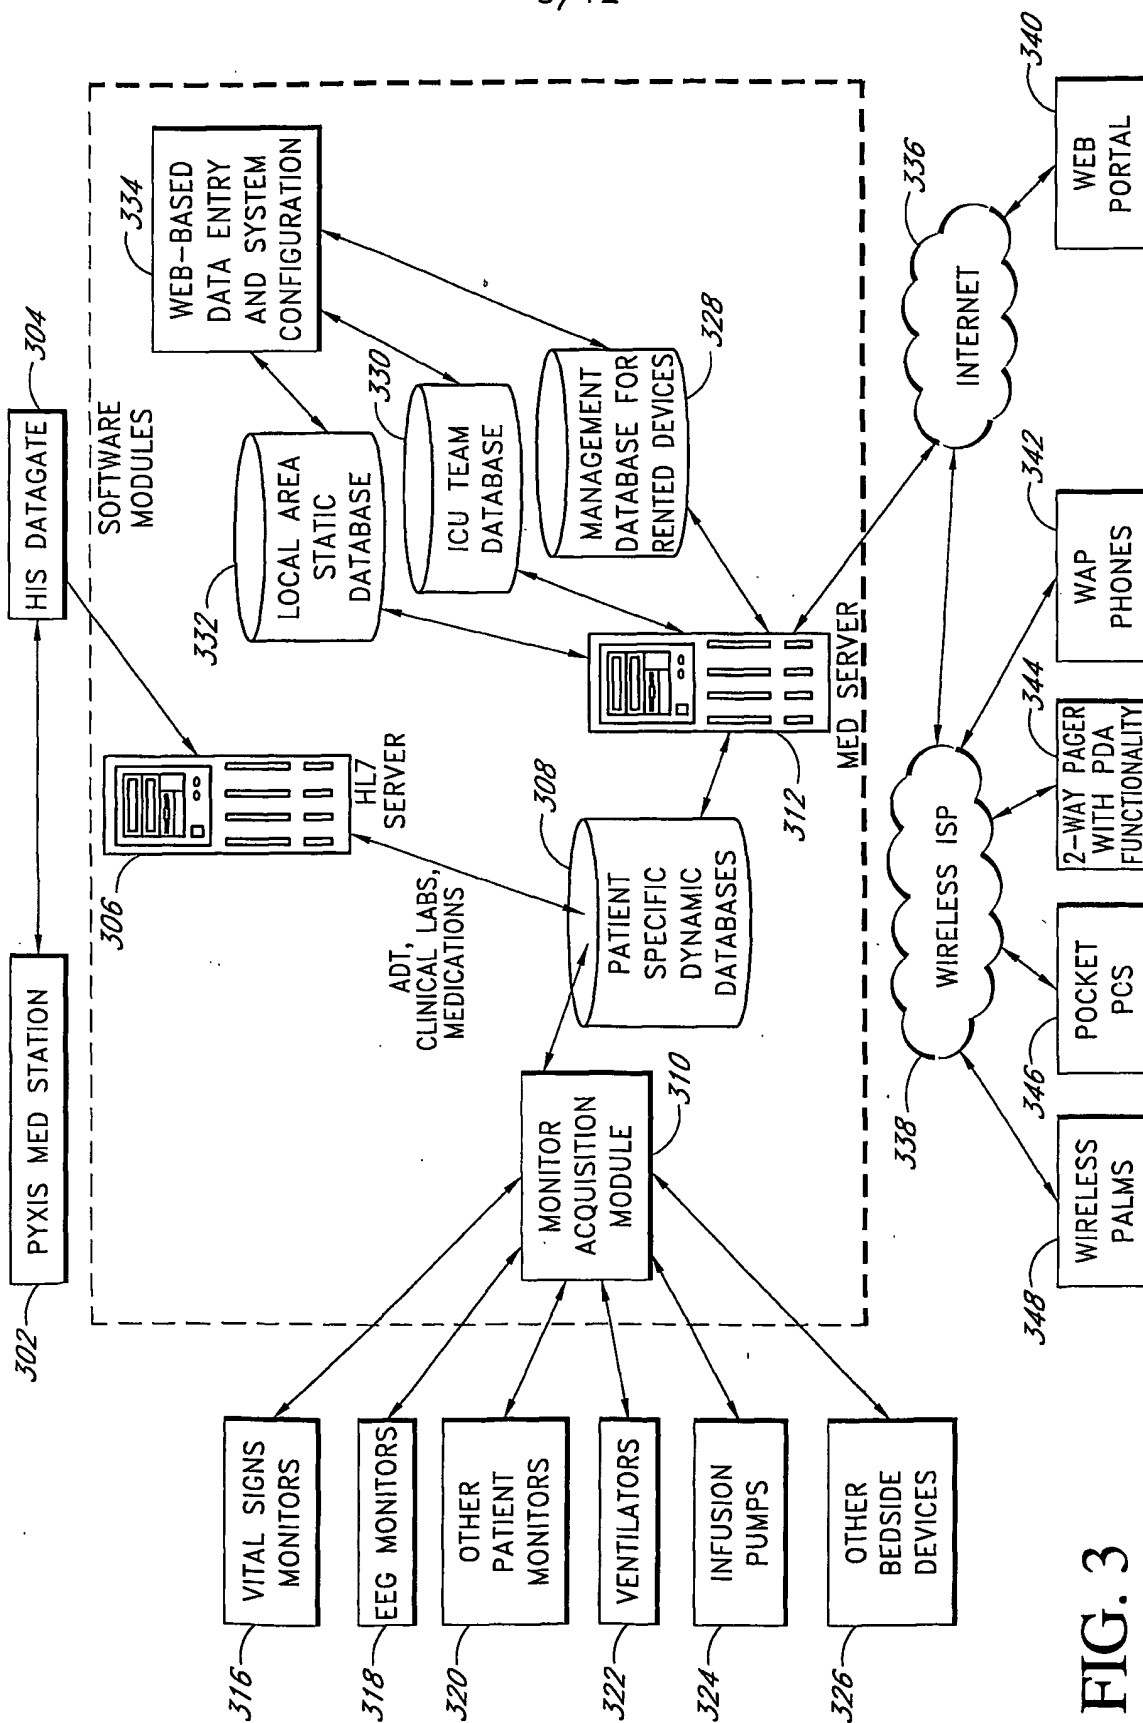 302
PYXIS MED STATION
HIS DATAGATE
304
SOFTWARE
MODULES
306
HL7
SERVER
ADT,
CLINICAL LABS,
MEDICATIONS
334
WEB-BASED
DATA ENTRY
AND SYSTEM
CONFIGURATION
332
LOCAL AREA
STATIC
DATABASE
330
ICU TEAM
DATABASE
MANAGEMENT
DATABASE FOR
RENTED DEVICES
328
308
PATIENT
SPECIFIC
DYNAMIC
DATABASES
312
MED SERVER
MONITOR
ACQUISITION
MODULE
310
316
VITAL SIGNS
MONITORS
318
EEG MONITORS
320
OTHER
PATIENT
MONITORS
322
VENTILATORS
324
INFUSION
PUMPS
326
OTHER
BEDSIDE
DEVICES
338
WIRELESS ISP
INTERNET
336
348
WIRELESS
PALMS
346
POCKET
PCS
344
2-WAY PAGER
WITH PDA
FUNCTIONALITY
342
WAP
PHONES
340
WEB
PORTAL
FIG. 3